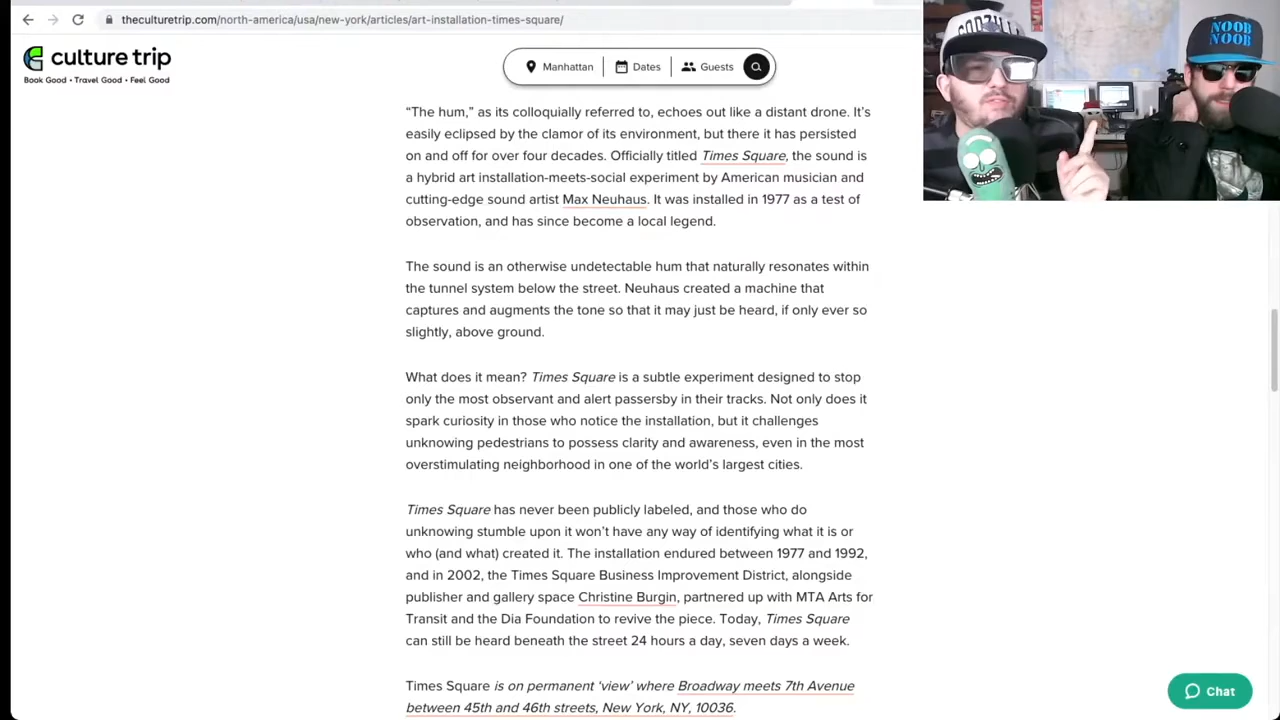 theculturetrip.com/north-america/usa/new-york/articles/art-installation-times-square/
culture trip
Book Good • Travel Good • Feel Good
Manhattan
Dates
Guests
NOOB
NOOB
“The hum,” as its colloquially referred to, echoes out like a distant drone. It’s
easily eclipsed by the clamor of its environment, but there it has persisted
on and off for over four decades. Officially titled Times Square, the sound is
a hybrid art installation-meets-social experiment by American musician and
cutting-edge sound artist Max Neuhaus. It was installed in 1977 as a test of
observation, and has since become a local legend.
The sound is an otherwise undetectable hum that naturally resonates within
the tunnel system below the street. Neuhaus created a machine that
captures and augments the tone so that it may just be heard, if only ever so
slightly, above ground.
What does it mean? Times Square is a subtle experiment designed to stop
only the most observant and alert passersby in their tracks. Not only does it
spark curiosity in those who notice the installation, but it challenges
unknowing pedestrians to possess clarity and awareness, even in the most
overstimulating neighborhood in one of the world’s largest cities.
Times Square has never been publicly labeled, and those who do
unknowing stumble upon it won’t have any way of identifying what it is or
who (and what) created it. The installation endured between 1977 and 1992,
and in 2002, the Times Square Business Improvement District, alongside
publisher and gallery space Christine Burgin, partnered up with MTA Arts for
Transit and the Dia Foundation to revive the piece. Today, Times Square
can still be heard beneath the street 24 hours a day, seven days a week.
Times Square is on permanent ‘view’ where Broadway meets 7th Avenue
between 45th and 46th streets, New York, NY, 10036.
Chat